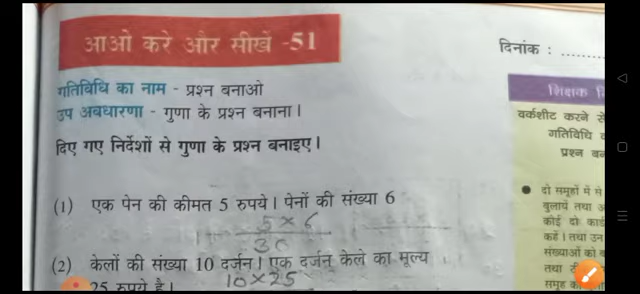 आओ करे और सीखें -51
दिनांक : ........
गतिविधि का नाम - प्रश्न बनाओ
उप अवधारणा - गुणा के प्रश्न बनाना।
दिए गए निर्देशों से गुणा के प्रश्न बनाइए।
(1) एक पेन की कीमत 5 रुपये। पेनों की संख्या 6
5×6
30
(2) केलों की संख्या 10 दर्जन। एक दर्जन केले का मूल्य
25 रुपये है।
10×25
शिक्षक
वर्कशीट करने से
गतिविधि
प्रश्न
● दो समूहों में से
बुलायें तथा
कोई दो कार्ड
कहें। तथा उन
संख्याओं को
तथा
समूह